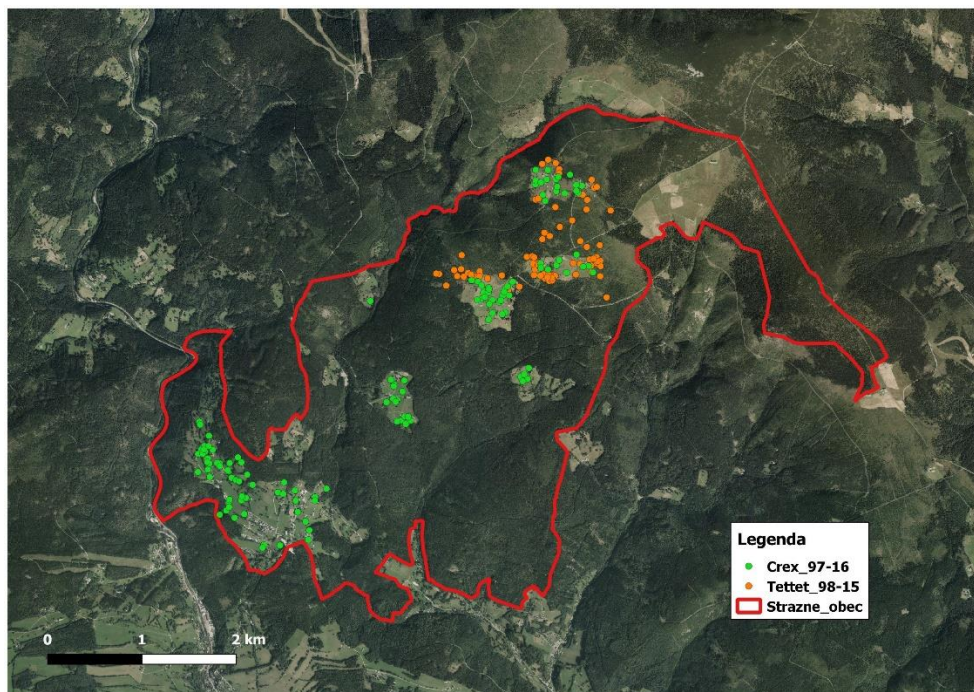 Legenda
Crex_97-16
Tettet_98-15
Strazne_obec
0 1 2 km